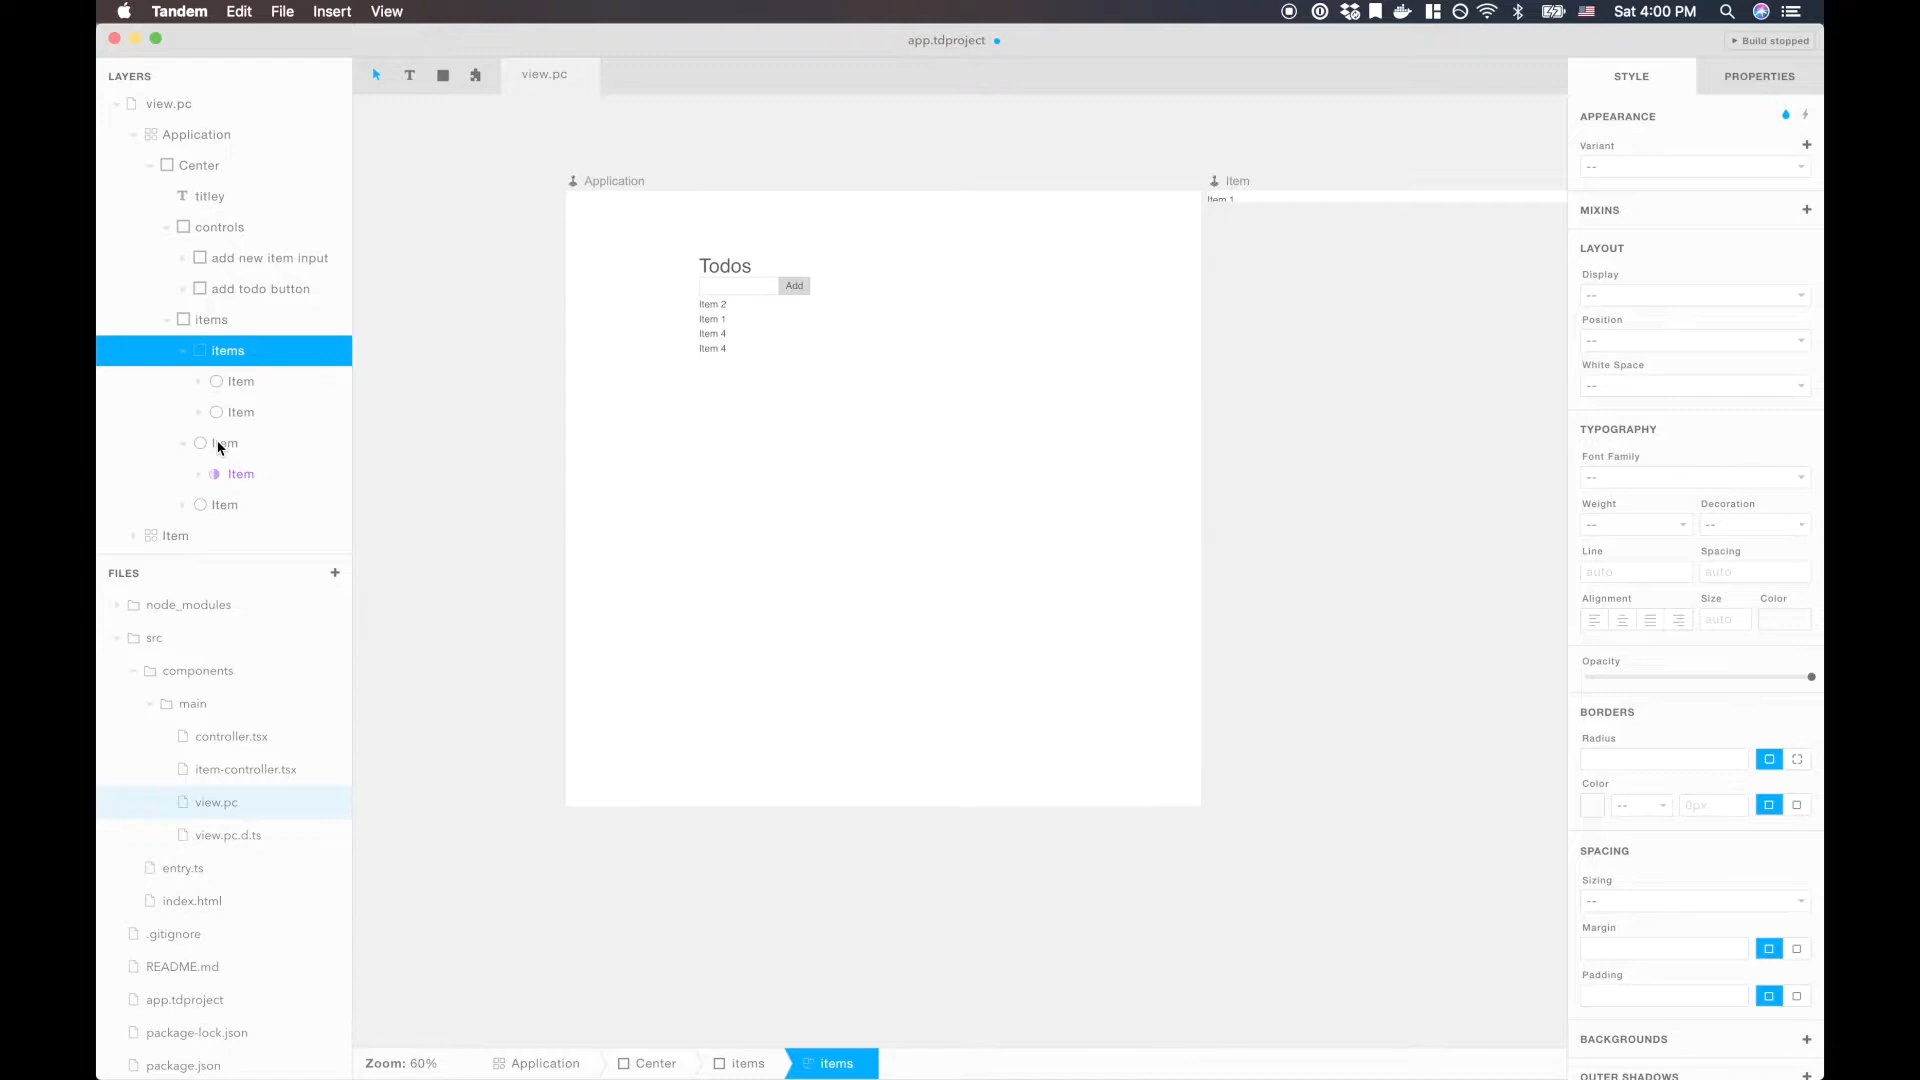 Tandem Edit File Insert View
Sat 4:00 PM
app.tdproject
Build stopped
LAYERS
view.pc
Application
Center
titley
controls
add new item input
add todo button
items
items
Item
Item
Item
Item
Item
Item
FILES
node_modules
src
components
main
controller.tsx
item-controller.tsx
view.pc
view.pc.d.ts
entry.ts
index.html
.gitignore
README.md
app.tdproject
package-lock.json
package.json
T
view.pc
Application
Todos
Add
Item 2
Item 1
Item 4
Item 4
Item
Item 1
Zoom: 60%
Application
Center
items
items
STYLE
PROPERTIES
APPEARANCE
Variant
--
MIXINS
LAYOUT
Display
--
Position
--
White Space
--
TYPOGRAPHY
Font Family
--
Weight Decoration
-- --
Line Spacing
auto auto
Alignment Size Color
auto
Opacity
BORDERS
Radius
Color
-- 0px
SPACING
Sizing
--
Margin
Padding
BACKGROUNDS
OUTER SHADOWS